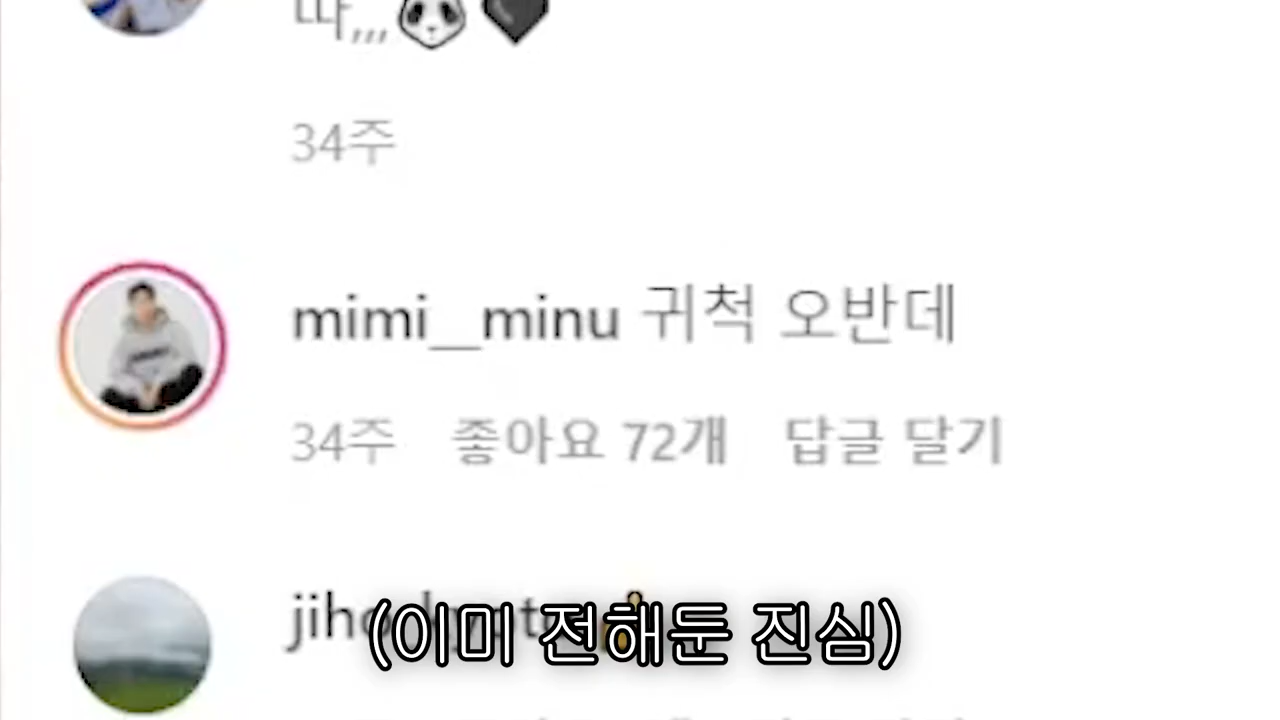 따,,,🐼🖤
34주
mimi__minu 귀척 오반데
34주 좋아요 72개 답글 달기
(이미 전해둔 진심)